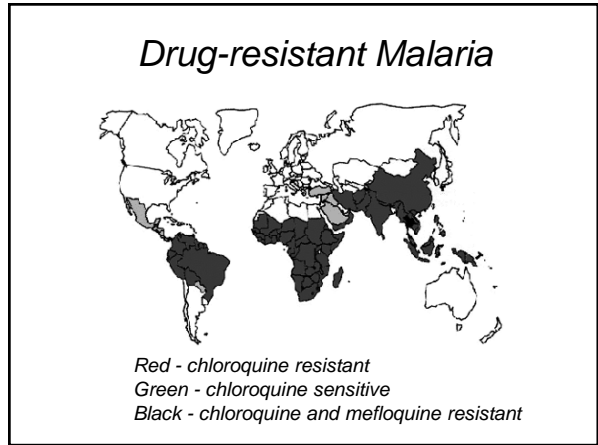 Drug-resistant Malaria
Red - chloroquine resistant
Green - chloroquine sensitive
Black - chloroquine and mefloquine resistant